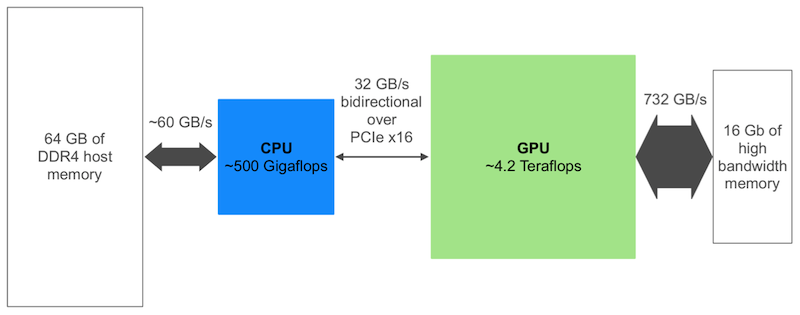 64 GB of
DDR4 host
memory
~60 GB/s
CPU
~500 Gigaflops
32 GB/s
bidirectional
over
PCIe x16
GPU
~4.2 Teraflops
732 GB/s
16 Gb of
high
bandwidth
memory